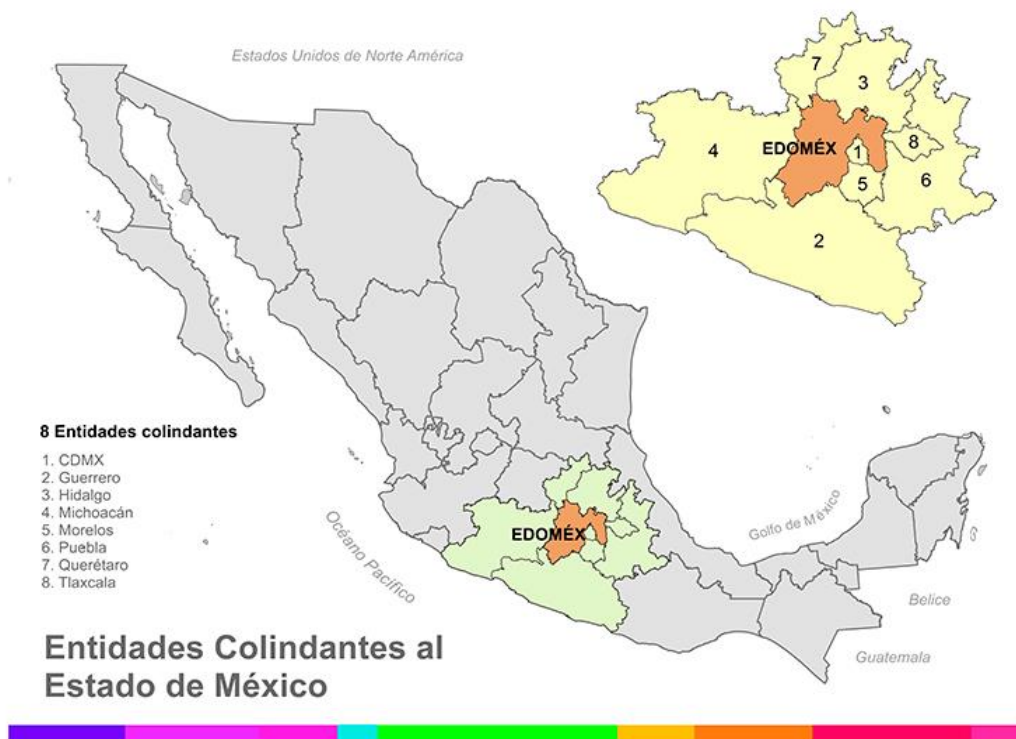 Estados Unidos de Norte América
7
3
4
EDOMÉX
1
8
5
6
2
8 Entidades colindantes
1. CDMX
2. Guerrero
3. Hidalgo
4. Michoacán
5. Morelos
6. Puebla
7. Querétaro
8. Tlaxcala
EDOMÉX
Golfo de México
Océano Pacífico
Belice
Guatemala
Entidades Colindantes al
Estado de México